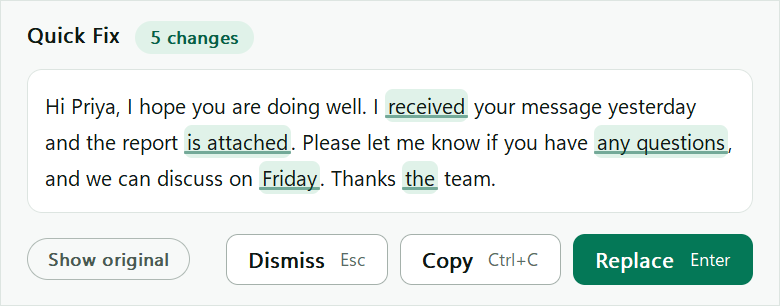 Quick Fix 5 changes
Hi Priya, I hope you are doing well. I received your message yesterday
and the report is attached. Please let me know if you have any questions,
and we can discuss on Friday. Thanks the team.
Show original Dismiss Esc Copy Ctrl+C Replace Enter